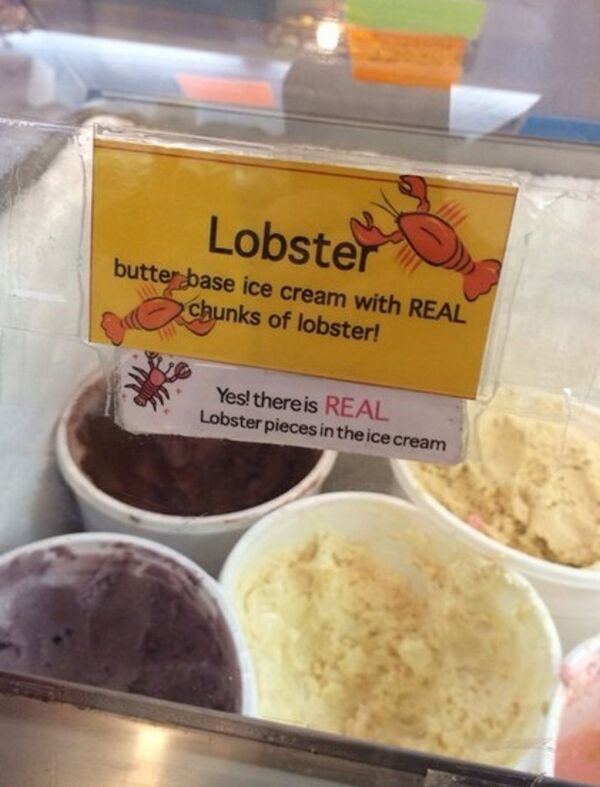 Lobster
butter base ice cream with REAL
chunks of lobster!
Yes! there is REAL
Lobster pieces in the ice cream